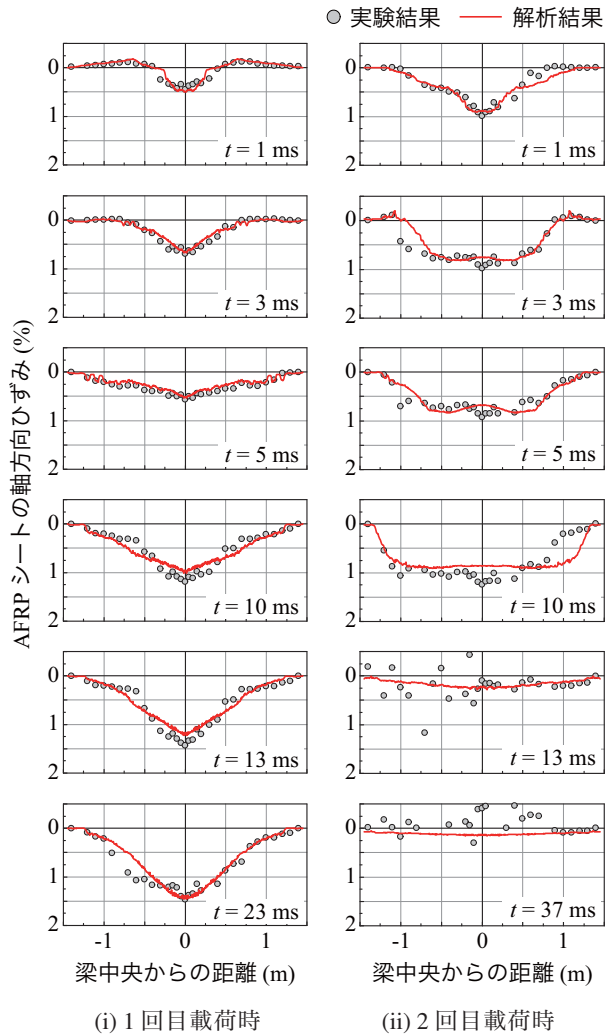 実験結果 解析結果
0
1
2
t = 1 ms
t = 1 ms
0
1
2
t = 3 ms
t = 3 ms
0
1
2
t = 5 ms
t = 5 ms
0
1
2
t = 10 ms
t = 10 ms
0
1
2
t = 13 ms
t = 13 ms
0
1
2
t = 23 ms
t = 37 ms
0
1
2
0
1
2
0
1
2
0
1
2
0
1
2
0
1
2
AFRP シートの軸方向ひずみ (%)
-1 0 1 -1 0 1
梁中央からの距離 (m) 梁中央からの距離 (m)
(i) 1 回目載荷時 (ii) 2 回目載荷時